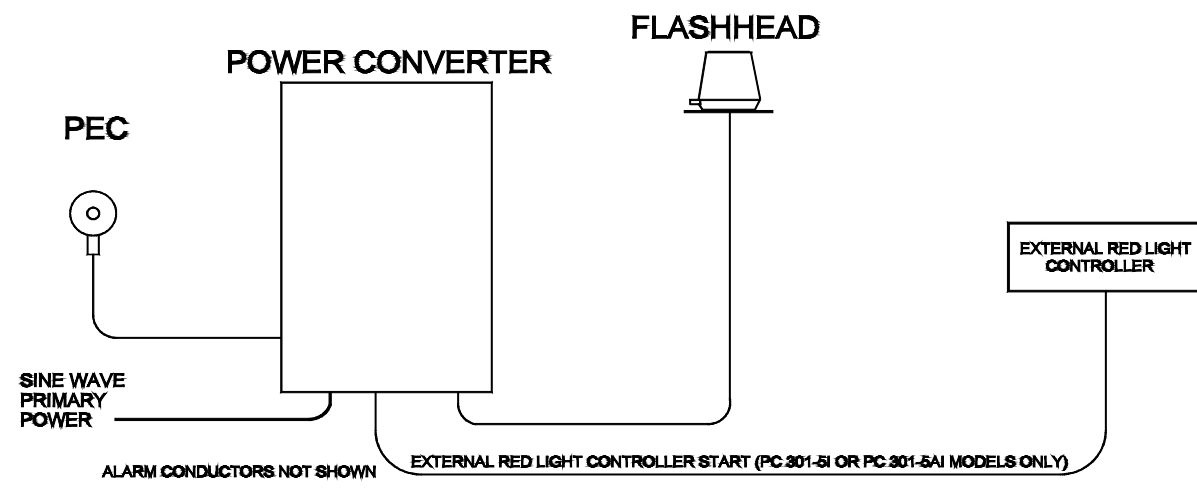 FLASHHEAD
POWER CONVERTER
PEC
EXTERNAL RED LIGHT
CONTROLLER
SINE WAVE
PRIMARY
POWER
EXTERNAL RED LIGHT CONTROLLER START (PC 301-5I OR PC 301-5AI MODELS ONLY)
ALARM CONDUCTORS NOT SHOWN